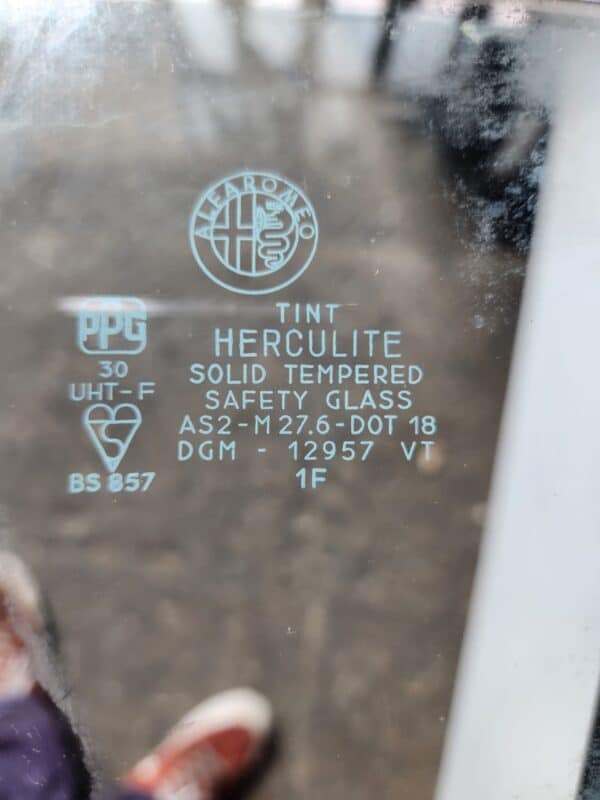 ALFA ROMEO
PPG
30
UHT-F
BS 857
TINT
HERCULITE
SOLID TEMPERED
SAFETY GLASS
AS2-M27.6-DOT 18
DGM - 12957 VT
1F